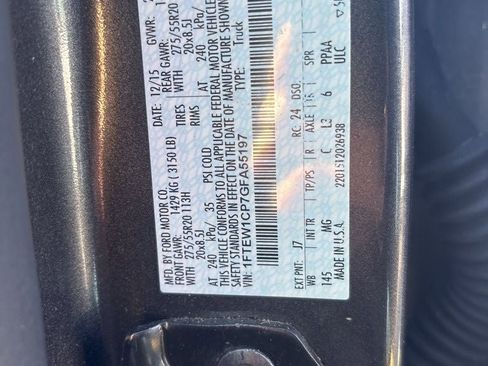 MFD. BY FORD MOTOR CO.
DATE: 12/15 GVWR:
FRONT GAWR: REAR GAWR:
1429 KG ( 3150 LB) WITH
275/55R20 113H TIRES 275/55R20
20x8.5J RIMS 20x8.5J
AT 240 kPa/ 35 PSI COLD AT 240 kPa/
THIS VEHICLE CONFORMS TO ALL APPLICABLE FEDERAL MOTOR VEHICLE
SAFETY STANDARDS IN EFFECT ON THE DATE OF MANUFACTURE SHOWN
VIN: 1FTEW1CP7GFA55197 TYPE: Truck
EXT PNT: J7 RC: 24 DSO:
WB INT TR TP/PS R AXLE TR SPR
145 MG C L3 6 PPAA
MADE IN U.S.A. 2201512026938 ULC